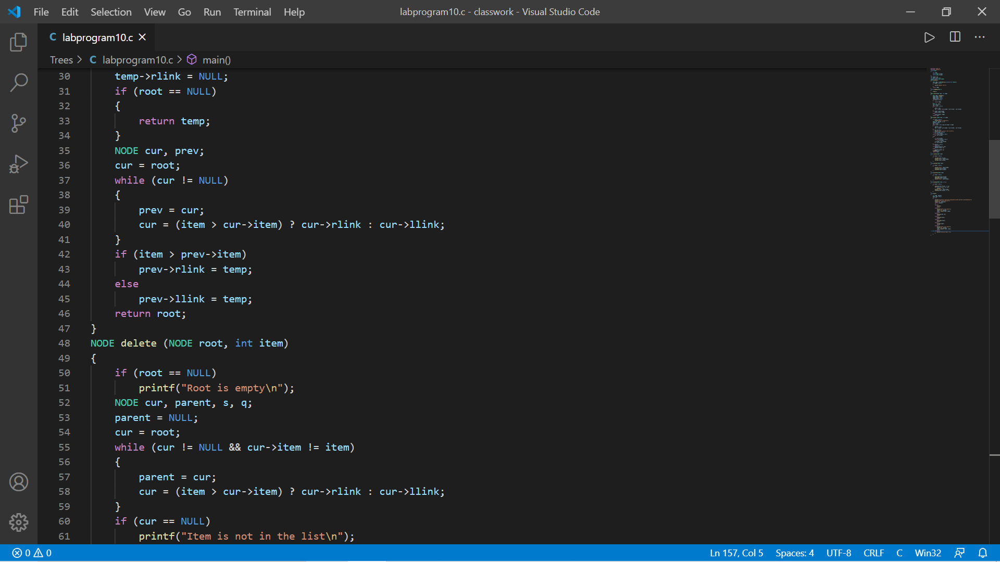 File Edit Selection View Go Run Terminal Help
labprogram10.c - classwork - Visual Studio Code
C labprogram10.c
Trees > C labprogram10.c > main()
30 temp->rlink = NULL;
31 if (root == NULL)
32 {
33 return temp;
34 }
35 NODE cur, prev;
36 cur = root;
37 while (cur != NULL)
38 {
39 prev = cur;
40 cur = (item > cur->item) ? cur->rlink : cur->llink;
41 }
42 if (item > prev->item)
43 prev->rlink = temp;
44 else
45 prev->llink = temp;
46 return root;
47 }
48 NODE delete (NODE root, int item)
49 {
50 if (root == NULL)
51 printf("Root is empty\n");
52 NODE cur, parent, s, q;
53 parent = NULL;
54 cur = root;
55 while (cur != NULL && cur->item != item)
56 {
57 parent = cur;
58 cur = (item > cur->item) ? cur->rlink : cur->llink;
59 }
60 if (cur == NULL)
61 printf("Item is not in the list\n");
0 0 Ln 157, Col 5 Spaces: 4 UTF-8 CRLF C Win32